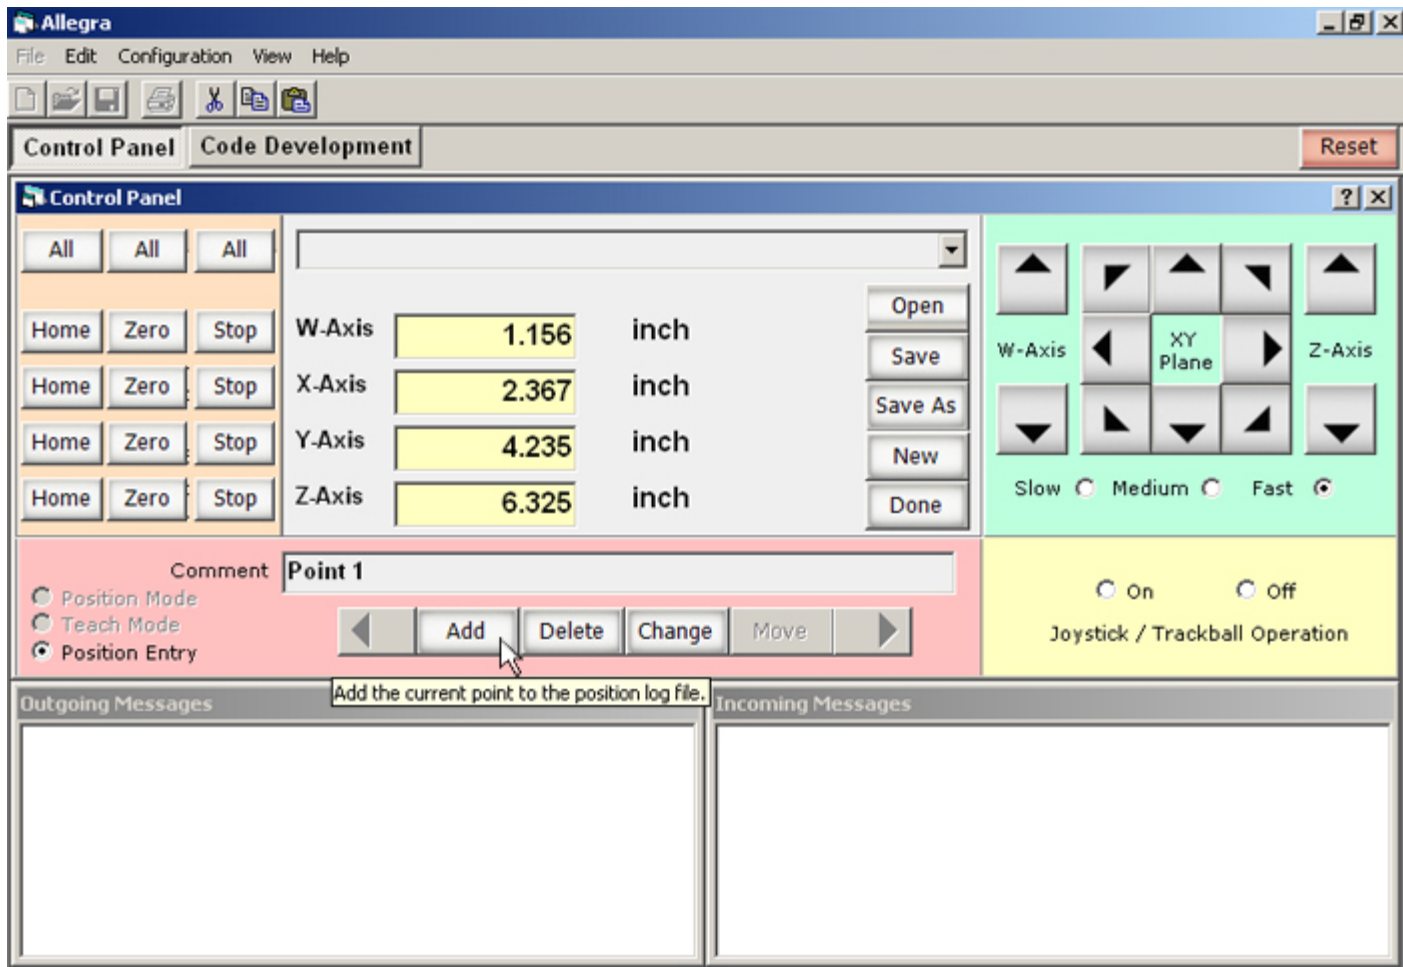 Allegra
File Edit Configuration View Help
Control Panel Code Development Reset
Control Panel
All All All
Home Zero Stop W-Axis 1.156 inch Open
Save
Home Zero Stop X-Axis 2.367 inch
Save As
Home Zero Stop Y-Axis 4.235 inch
New
Home Zero Stop Z-Axis 6.325 inch Done
W-Axis XY Plane Z-Axis
Slow Medium Fast
Comment Point 1
Position Mode
Teach Mode
Position Entry
Add Delete Change Move
Add the current point to the position log file.
On Off
Joystick / Trackball Operation
Outgoing Messages Incoming Messages